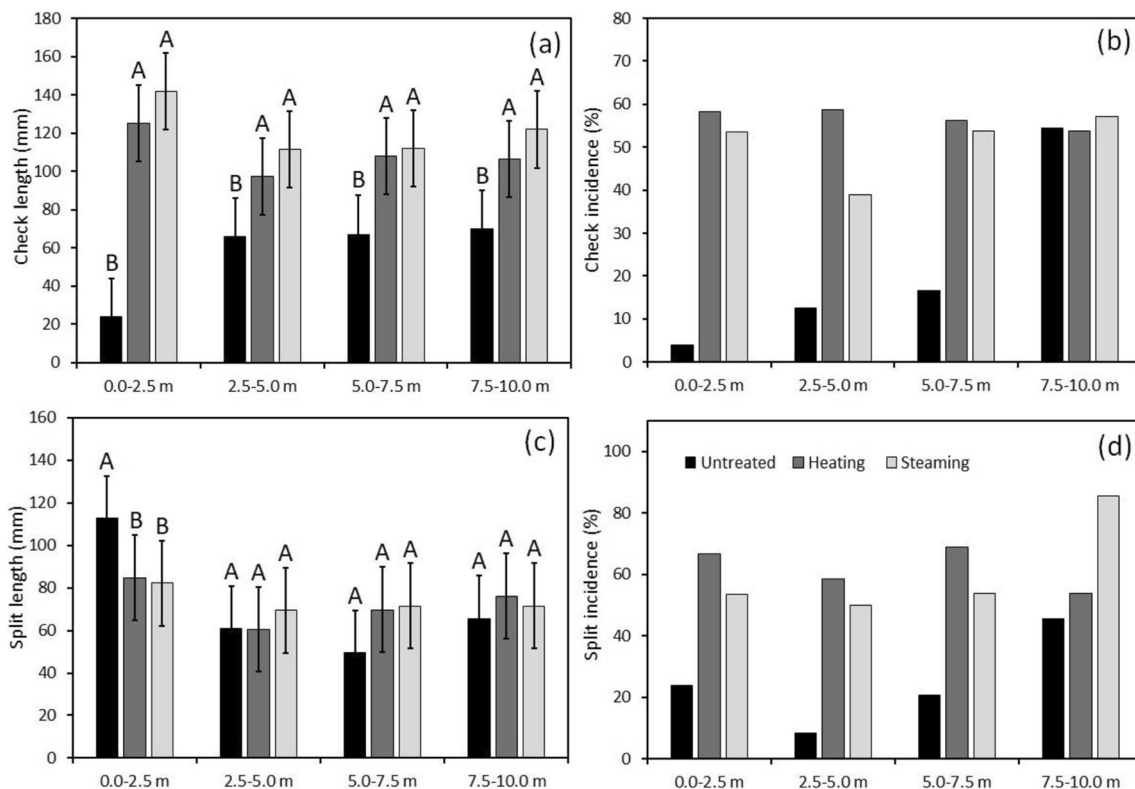 (a)
Check length (mm)
180
160
140
120
100
80
60
40
20
0
B A A
B A A
B A A
B A A
0.0-2.5 m 2.5-5.0 m 5.0-7.5 m 7.5-10.0 m
(b)
Check incidence (%)
80
70
60
50
40
30
20
10
0
0.0-2.5 m 2.5-5.0 m 5.0-7.5 m 7.5-10.0 m
(c)
Split length (mm)
160
140
120
100
80
60
40
20
0
A B B
A A A
A A A
A A A
0.0-2.5 m 2.5-5.0 m 5.0-7.5 m 7.5-10.0 m
(d)
Untreated Heating Steaming
Split incidence (%)
100
80
60
40
20
0
0.0-2.5 m 2.5-5.0 m 5.0-7.5 m 7.5-10.0 m